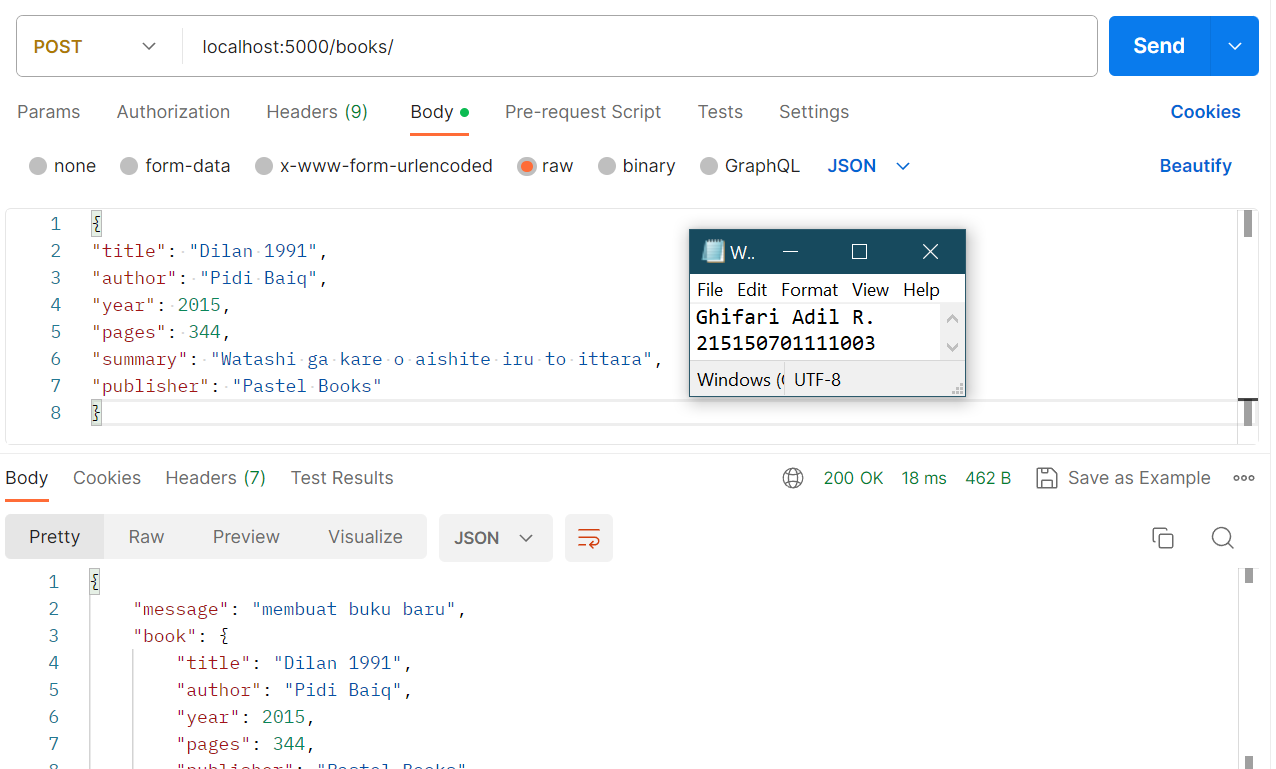 POST localhost:5000/books/ Send
Params Authorization Headers (9) Body Pre-request Script Tests Settings Cookies
none form-data x-www-form-urlencoded raw binary GraphQL JSON Beautify
1 {
2 "title": "Dilan 1991",
3 "author": "Pidi Baiq",
4 "year": 2015,
5 "pages": 344,
6 "summary": "Watashi ga kare o aishite iru to ittara",
7 "publisher": "Pastel Books"
8 }
W..
File Edit Format View Help
Ghifari Adil R.
215150701111003
Windows ( UTF-8
Body Cookies Headers (7) Test Results 200 OK 18 ms 462 B Save as Example
Pretty Raw Preview Visualize JSON
1 {
2 "message": "membuat buku baru",
3 "book": {
4 "title": "Dilan 1991",
5 "author": "Pidi Baiq",
6 "year": 2015,
7 "pages": 344,
8 "publisher": "Pastel Books"